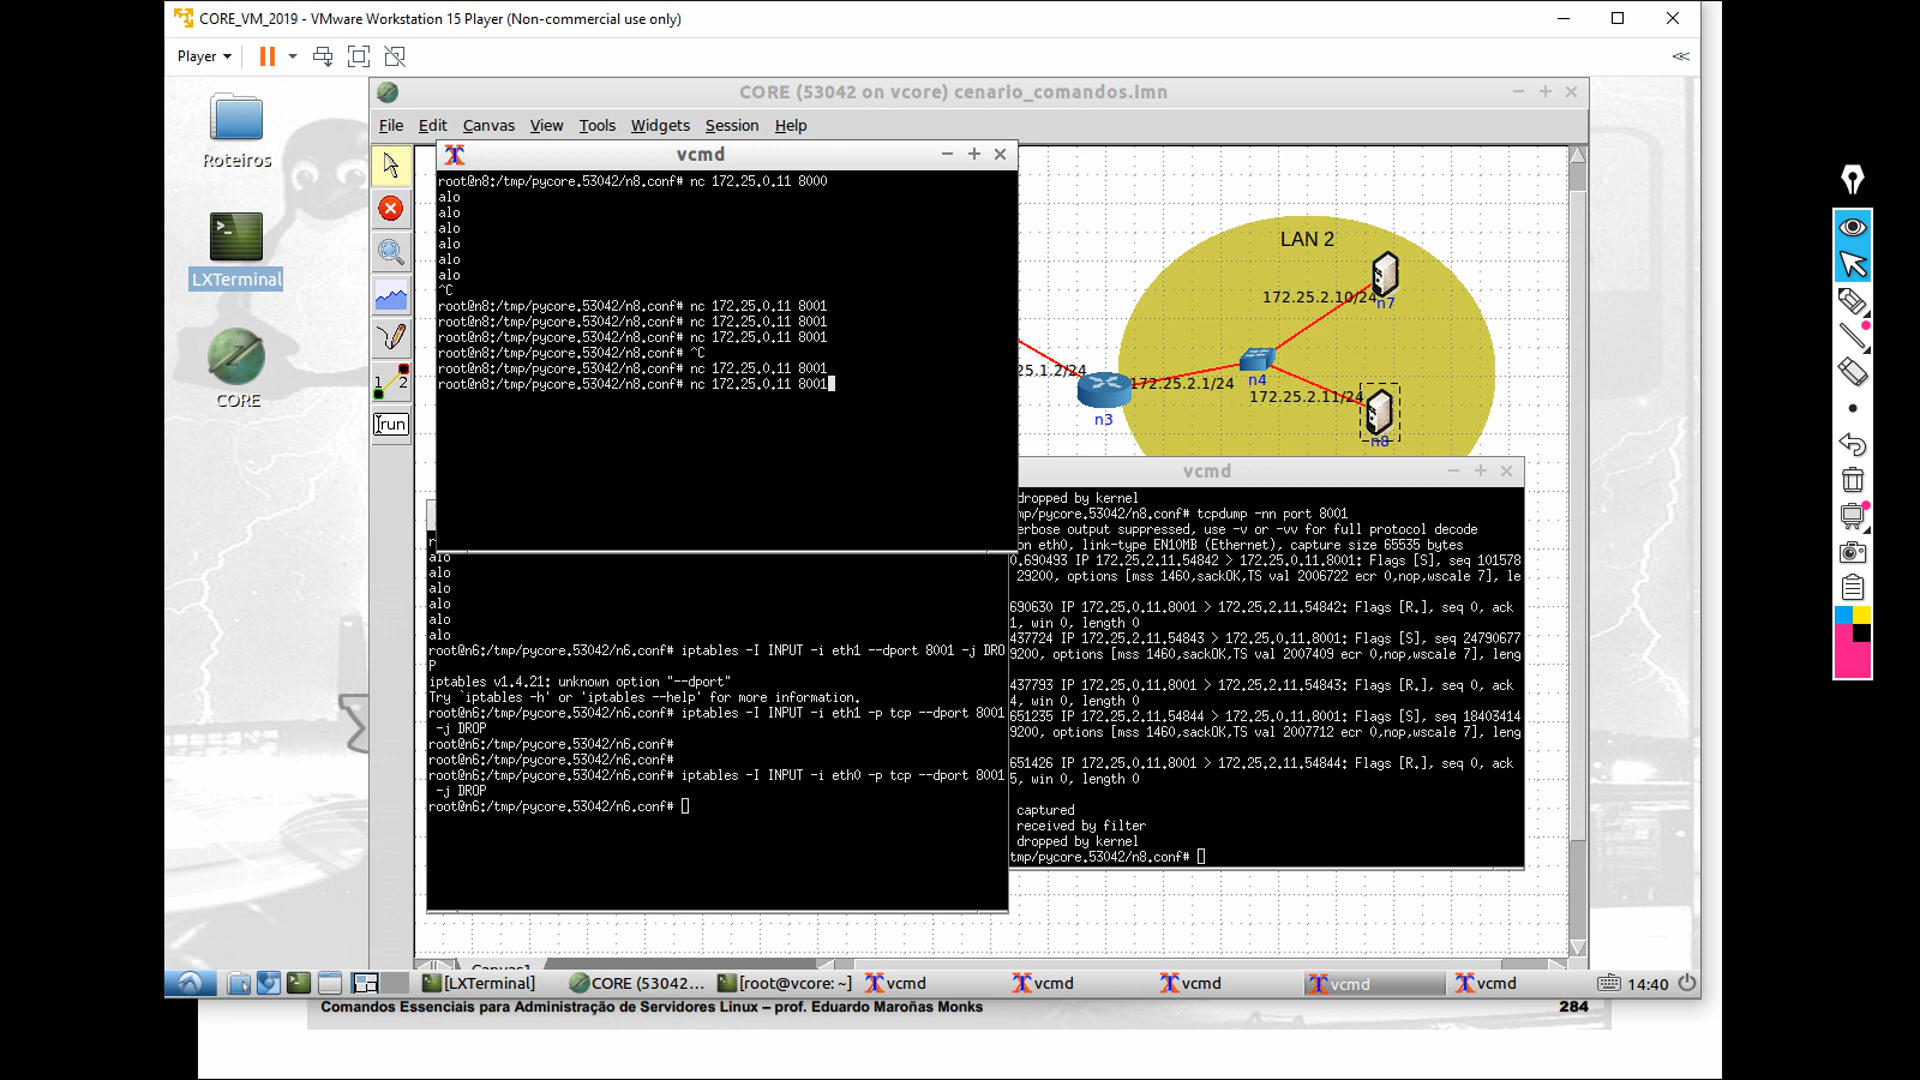 CORE_VM_2019 - VMware Workstation 15 Player (Non-commercial use only)
Player
Roteiros
LXTerminal
CORE
CORE (53042 on vcore) cenario_comandos.imn
File Edit Canvas View Tools Widgets Session Help
1 2
run
vcmd
root@n8:/tmp/pycore.53042/n8.conf# nc 172.25.0.11 8000
alo
alo
alo
alo
alo
alo
^C
root@n8:/tmp/pycore.53042/n8.conf# nc 172.25.0.11 8001
root@n8:/tmp/pycore.53042/n8.conf# nc 172.25.0.11 8001
root@n8:/tmp/pycore.53042/n8.conf# nc 172.25.0.11 8001
root@n8:/tmp/pycore.53042/n8.conf# ^C
root@n8:/tmp/pycore.53042/n8.conf# nc 172.25.0.11 8001
root@n8:/tmp/pycore.53042/n8.conf# nc 172.25.0.11 8001
LAN 2
172.25.2.10/24
n7
25.1.2/24
172.25.2.1/24
n4
172.25.2.11/24
n3
n8
alo
alo
alo
alo
alo
alo
root@n6:/tmp/pycore.53042/n6.conf# iptables -I INPUT -i eth1 --dport 8001 -j DRO
P
iptables v1.4.21: unknown option "--dport"
Try `iptables -h' or 'iptables --help' for more information.
root@n6:/tmp/pycore.53042/n6.conf# iptables -I INPUT -i eth1 -p tcp --dport 8001
-j DROP
root@n6:/tmp/pycore.53042/n6.conf#
root@n6:/tmp/pycore.53042/n6.conf#
root@n6:/tmp/pycore.53042/n6.conf# iptables -I INPUT -i eth0 -p tcp --dport 8001
-j DROP
root@n6:/tmp/pycore.53042/n6.conf#
vcmd
dropped by kernel
mp/pycore.53042/n8.conf# tcpdump -nn port 8001
erbose output suppressed, use -v or -vv for full protocol decode
on eth0, link-type EN10MB (Ethernet), capture size 65535 bytes
0.690493 IP 172.25.2.11.54842 > 172.25.0.11.8001: Flags [S], seq 101578
29200, options [mss 1460,sackOK,TS val 2006722 ecr 0,nop,wscale 7], le
690630 IP 172.25.0.11.8001 > 172.25.2.11.54842: Flags [R.], seq 0, ack
1, win 0, length 0
437724 IP 172.25.2.11.54843 > 172.25.0.11.8001: Flags [S], seq 24790677
9200, options [mss 1460,sackOK,TS val 2007409 ecr 0,nop,wscale 7], leng
437793 IP 172.25.0.11.8001 > 172.25.2.11.54843: Flags [R.], seq 0, ack
4, win 0, length 0
651235 IP 172.25.2.11.54844 > 172.25.0.11.8001: Flags [S], seq 18403414
9200, options [mss 1460,sackOK,TS val 2007712 ecr 0,nop,wscale 7], leng
651426 IP 172.25.0.11.8001 > 172.25.2.11.54844: Flags [R.], seq 0, ack
5, win 0, length 0
captured
received by filter
dropped by kernel
tmp/pycore.53042/n8.conf#
Canvas1
[LXTerminal] CORE (53042... [root@vcore: ~] vcmd vcmd vcmd vcmd vcmd 14:40
Comandos Essenciais para Administração de Servidores Linux – prof. Eduardo Maroñas Monks 284